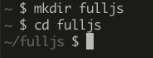 ~ $ mkdir fulljs
~ $ cd fulljs
~/fulljs $